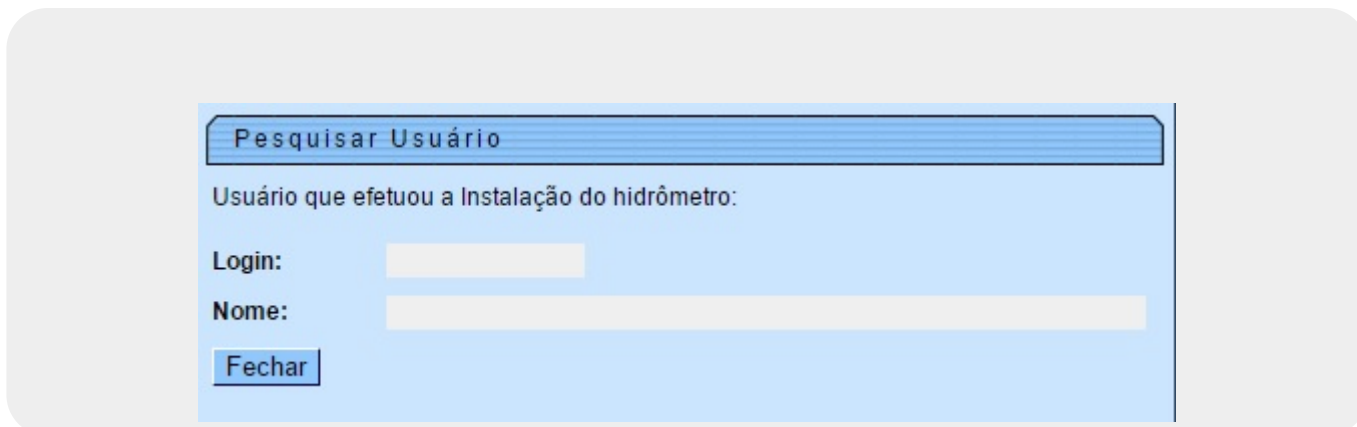 Pesquisar Usuário
Usuário que efetuou a Instalação do hidrômetro:
Login:
Nome:
Fechar